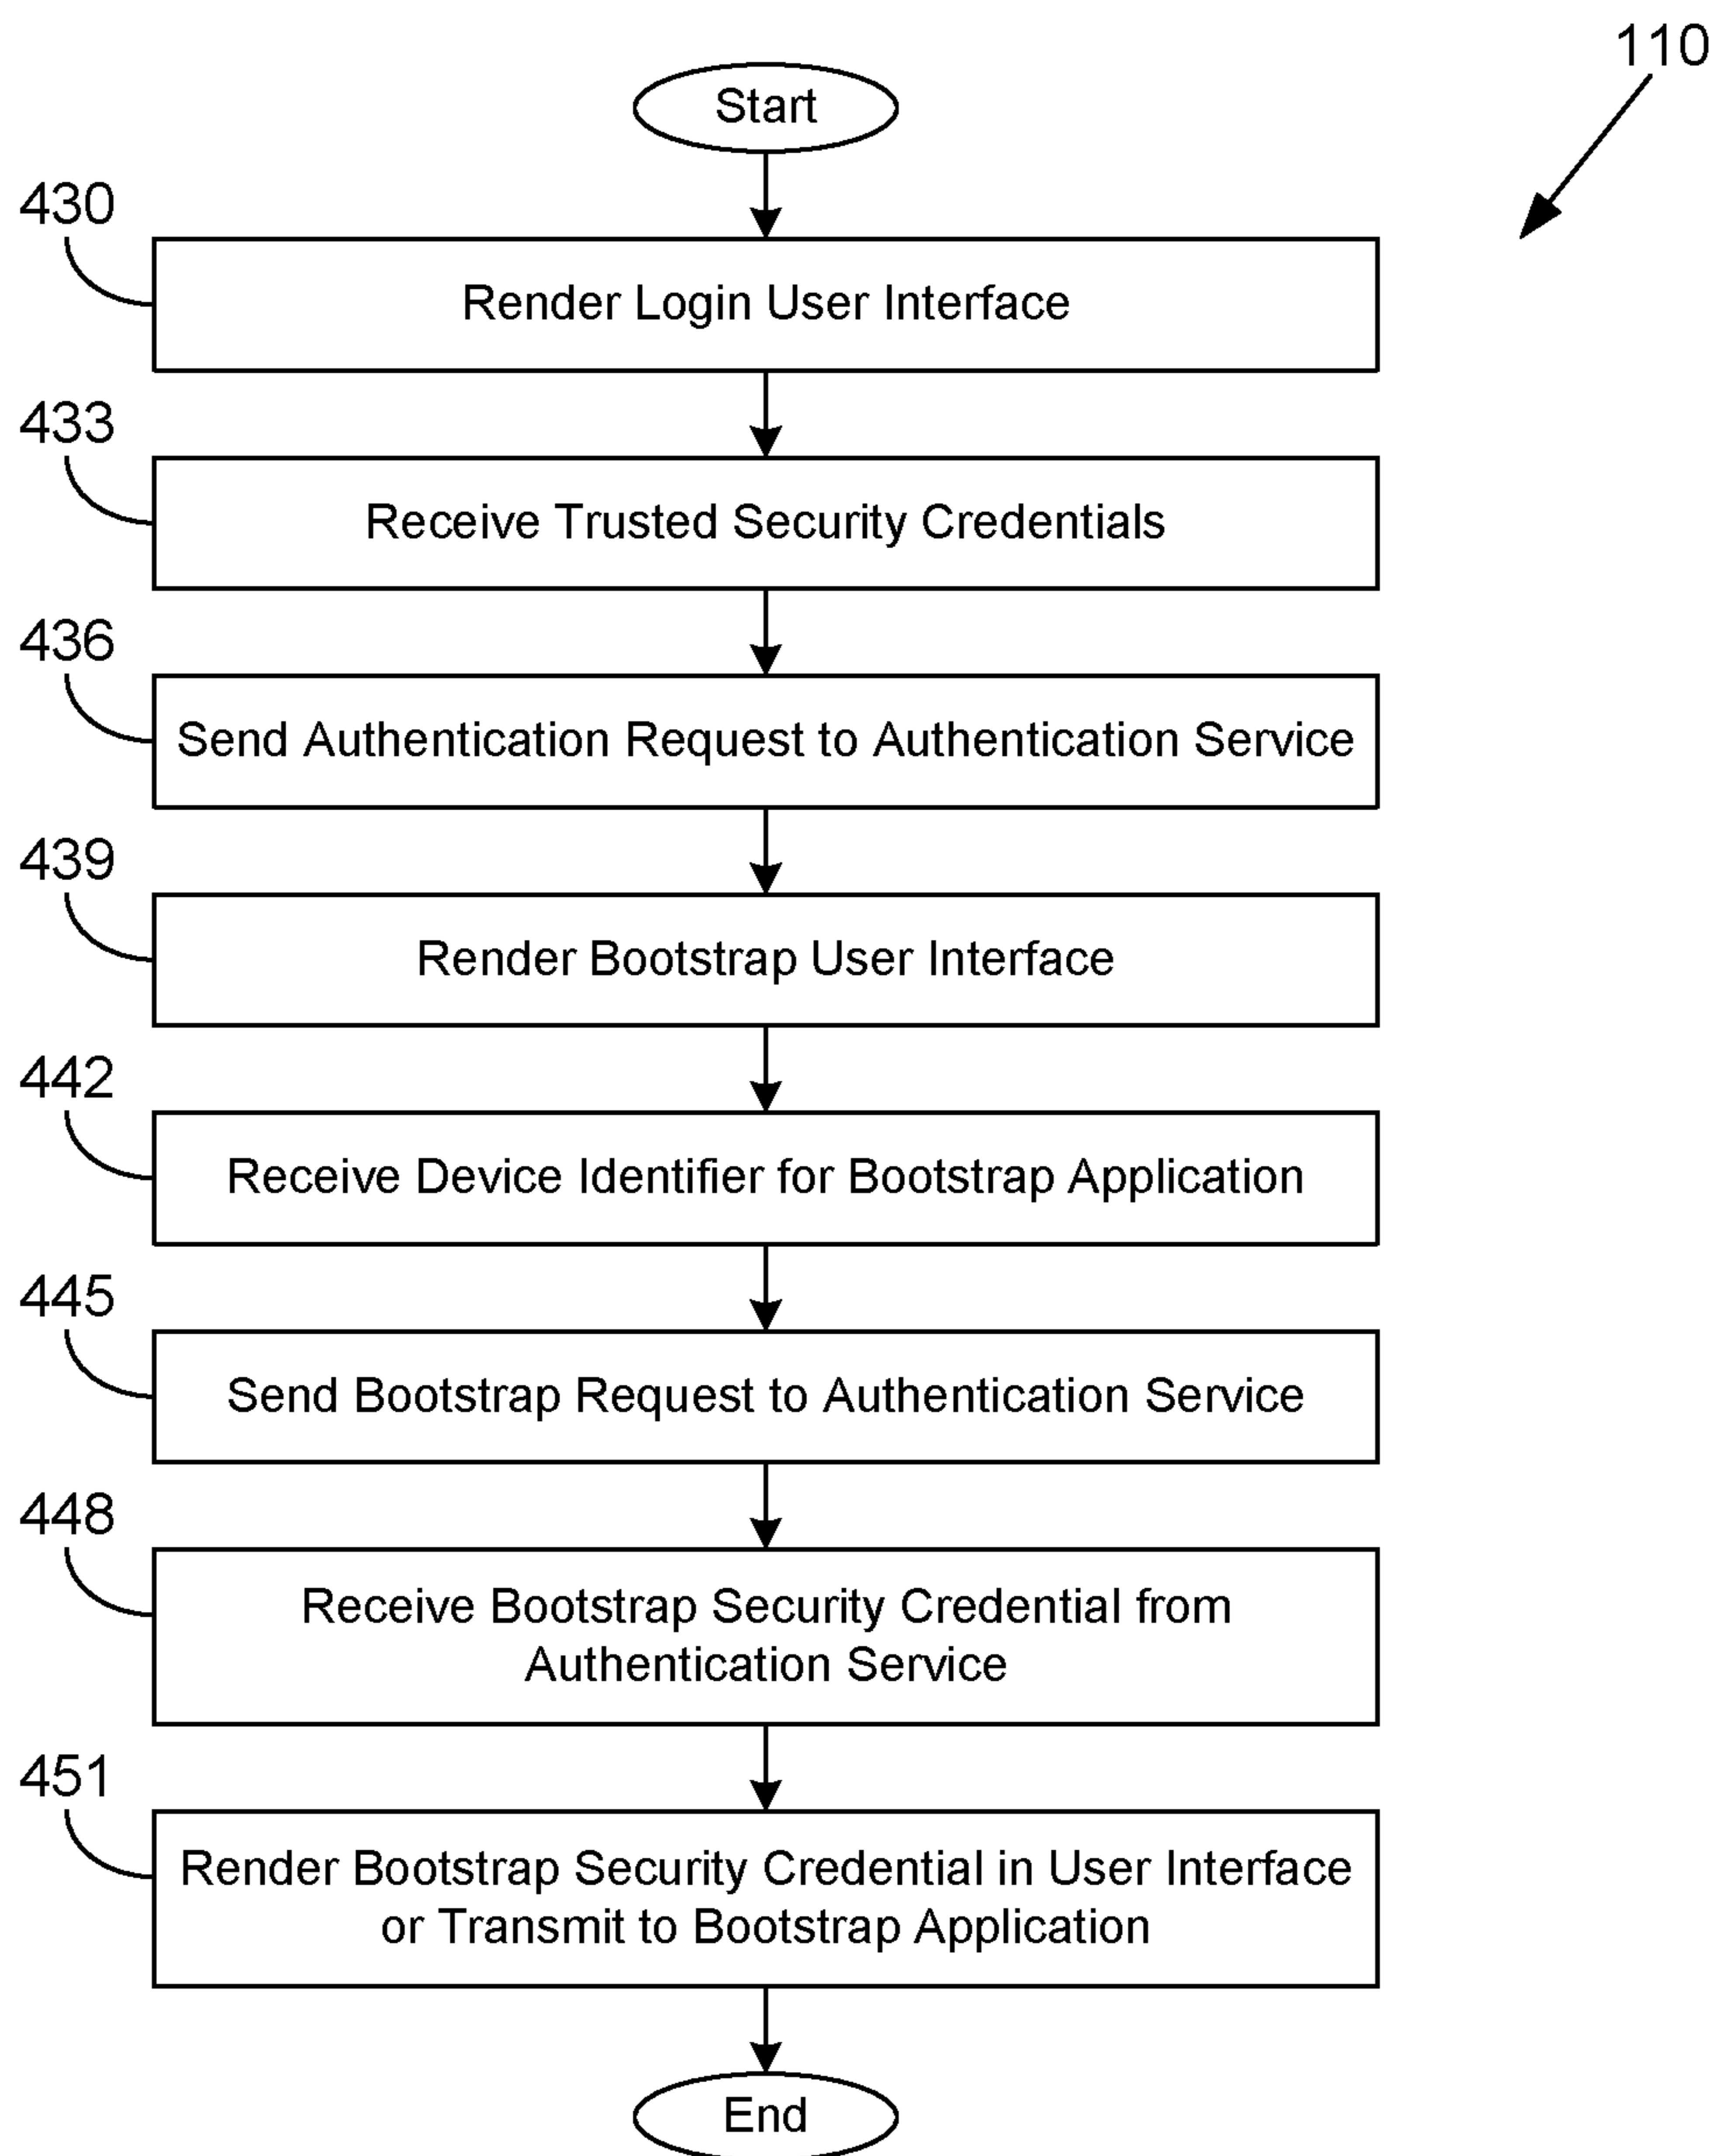 110
Start
430
Render Login User Interface
433
Receive Trusted Security Credentials
436
Send Authentication Request to Authentication Service
439
Render Bootstrap User Interface
442
Receive Device Identifier for Bootstrap Application
445
Send Bootstrap Request to Authentication Service
448
Receive Bootstrap Security Credential from
Authentication Service
451
Render Bootstrap Security Credential in User Interface
or Transmit to Bootstrap Application
End